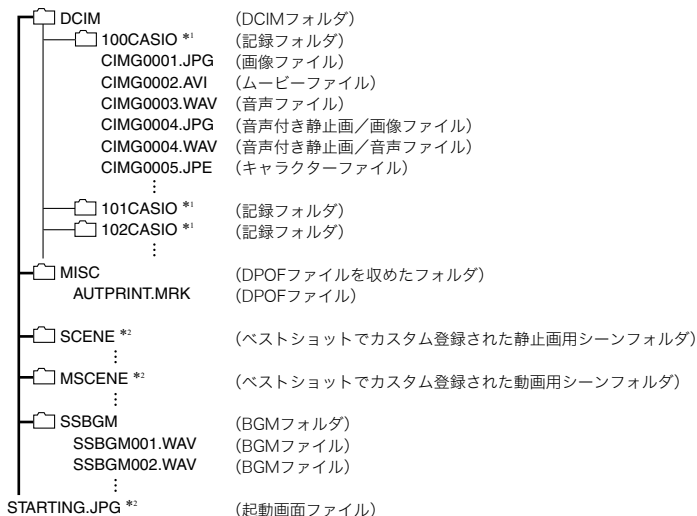 DCIM （DCIMフォルダ）
100CASIO *1 （記録フォルダ）
CIMG0001.JPG （画像ファイル）
CIMG0002.AVI （ムービーファイル）
CIMG0003.WAV （音声ファイル）
CIMG0004.JPG （音声付き静止画／画像ファイル）
CIMG0004.WAV （音声付き静止画／音声ファイル）
CIMG0005.JPE （キャラクターファイル）
⋮
101CASIO *1 （記録フォルダ）
102CASIO *1 （記録フォルダ）
⋮
MISC （DPOFファイルを収めたフォルダ）
AUTPRINT.MRK （DPOFファイル）
SCENE *2 （ベストショットでカスタム登録された静止画用シーンフォルダ）
⋮
MSCENE *2 （ベストショットでカスタム登録された動画用シーンフォルダ）
⋮
SSBGM （BGMフォルダ）
SSBGM001.WAV （BGMファイル）
SSBGM002.WAV （BGMファイル）
⋮
STARTING.JPG *2 （起動画面ファイル）